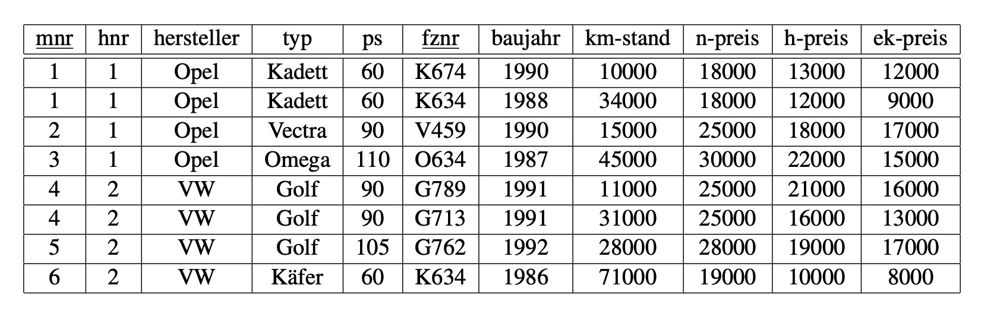 mnr hnr hersteller typ ps fznr baujahr km-stand n-preis h-preis ek-preis
1 1 Opel Kadett 60 K674 1990 10000 18000 13000 12000
1 1 Opel Kadett 60 K634 1988 34000 18000 12000 9000
2 1 Opel Vectra 90 V459 1990 15000 25000 18000 17000
3 1 Opel Omega 110 O634 1987 45000 30000 22000 15000
4 2 VW Golf 90 G789 1991 11000 25000 21000 16000
4 2 VW Golf 90 G713 1991 31000 25000 16000 13000
5 2 VW Golf 105 G762 1992 28000 28000 19000 17000
6 2 VW Käfer 60 K634 1986 71000 19000 10000 8000